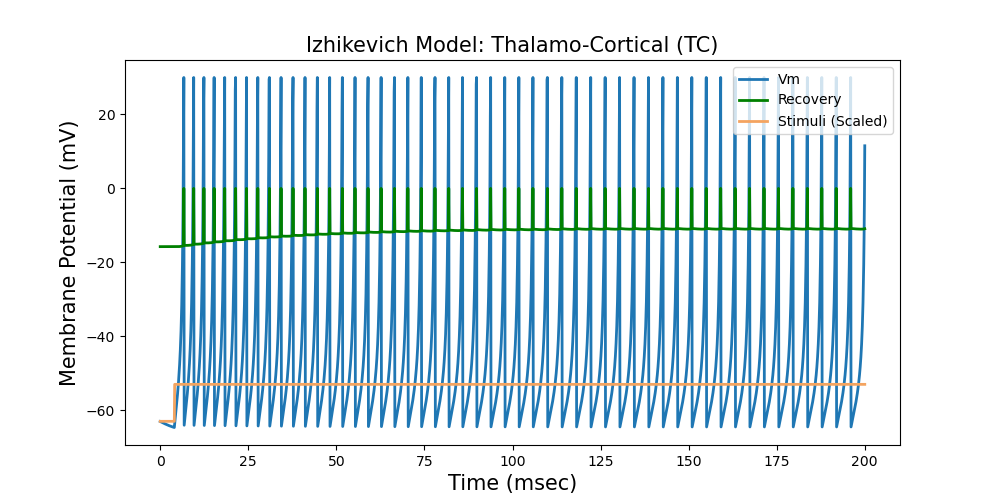 Izhikevich Model: Thalamo-Cortical (TC)
Vm
Recovery
Stimuli (Scaled)
Membrane Potential (mV)
20
0
−20
−40
−60
0 25 50 75 100 125 150 175 200
Time (msec)